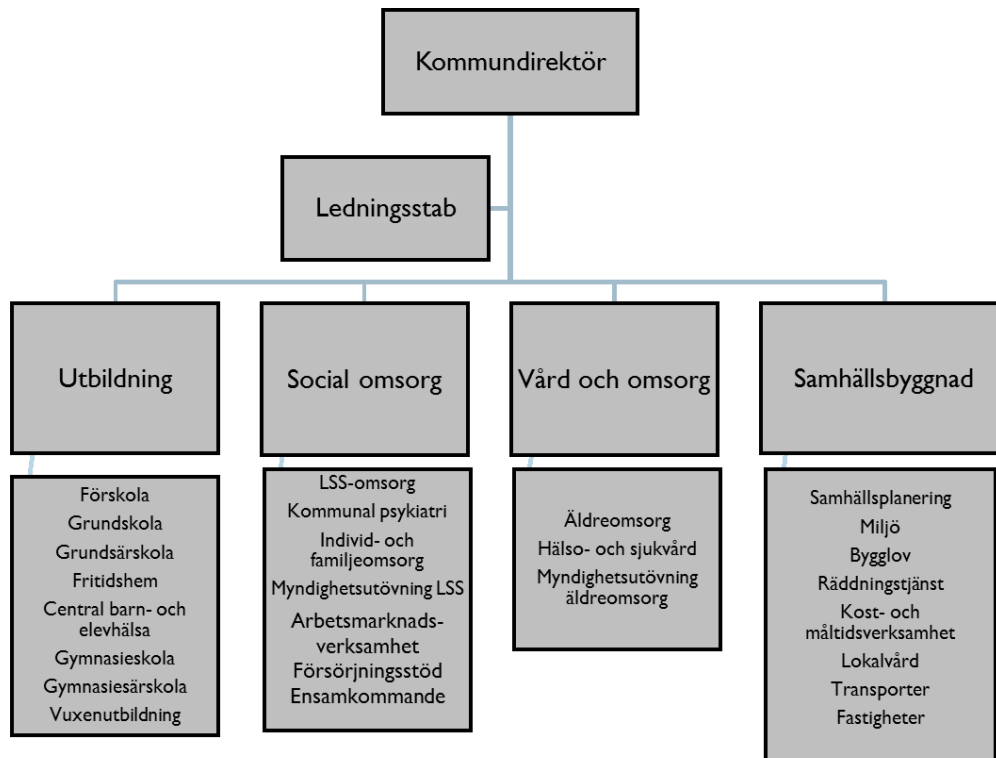 Kommundirektör
Ledningsstab
Utbildning
Social omsorg
Vård och omsorg
Samhällsbyggnad
Förskola
Grundskola
Grundsärskola
Fritidshem
Central barn- och
elevhälsa
Gymnasieskola
Gymnasiesärskola
Vuxenutbildning
LSS-omsorg
Kommunal psykiatri
Individ- och
familjeomsorg
Myndighetsutövning LSS
Arbetsmarknads-
verksamhet
Försörjningsstöd
Ensamkommande
Äldreomsorg
Hälso- och sjukvård
Myndighetsutövning
äldreomsorg
Samhällsplanering
Miljö
Bygglov
Räddningstjänst
Kost- och
måltidsverksamhet
Lokalvård
Transporter
Fastigheter